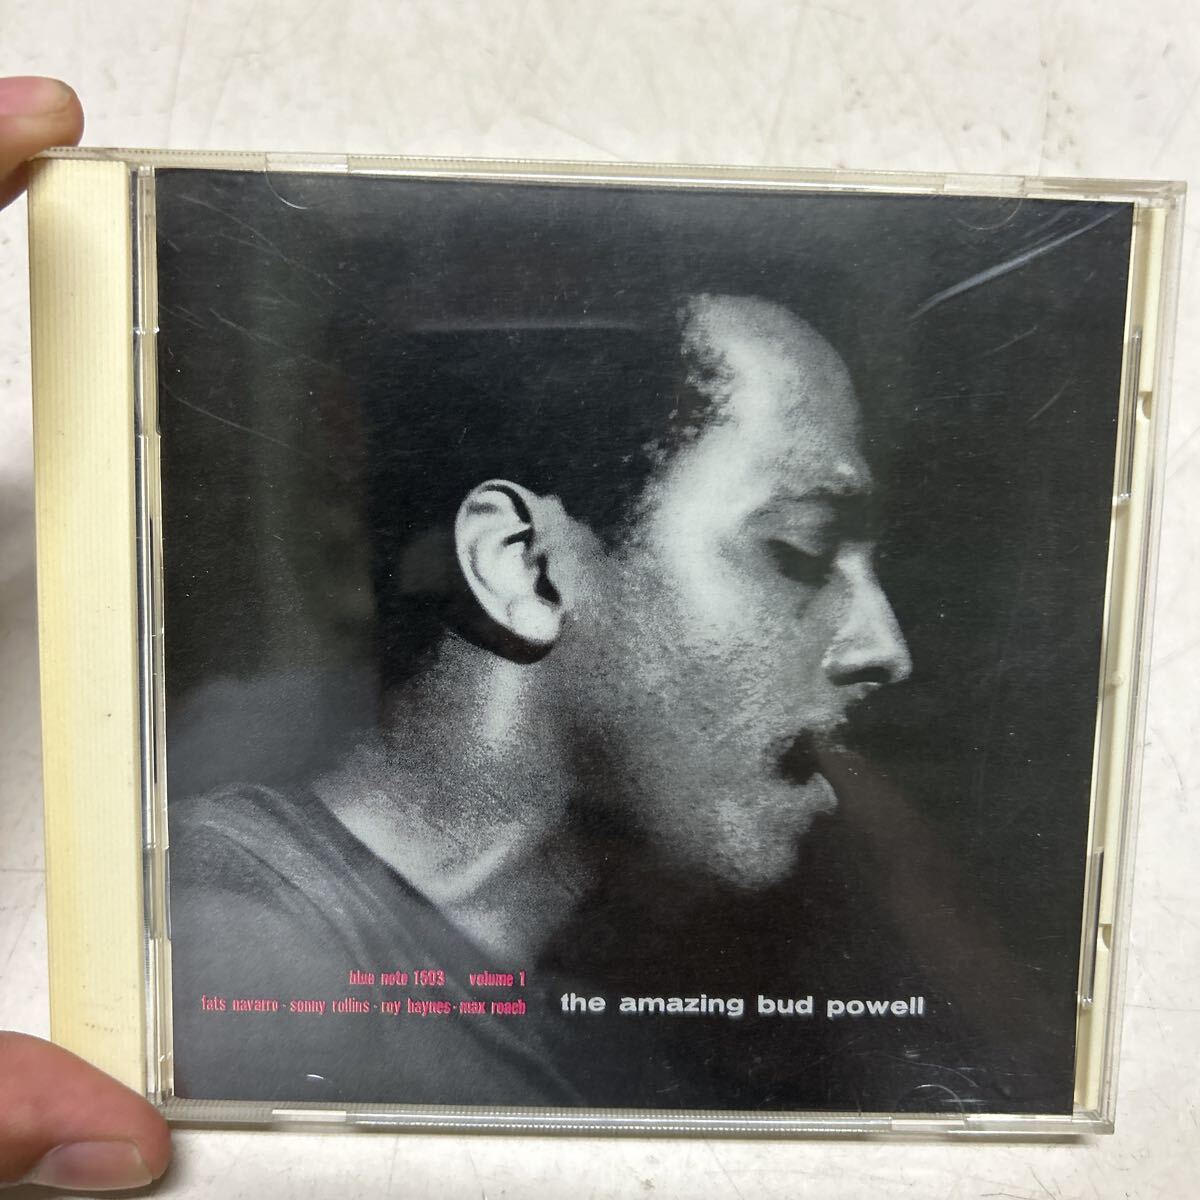 blue note 1503 volume 1
fats navarro - sonny rollins - roy haynes - max roach
the amazing bud powell